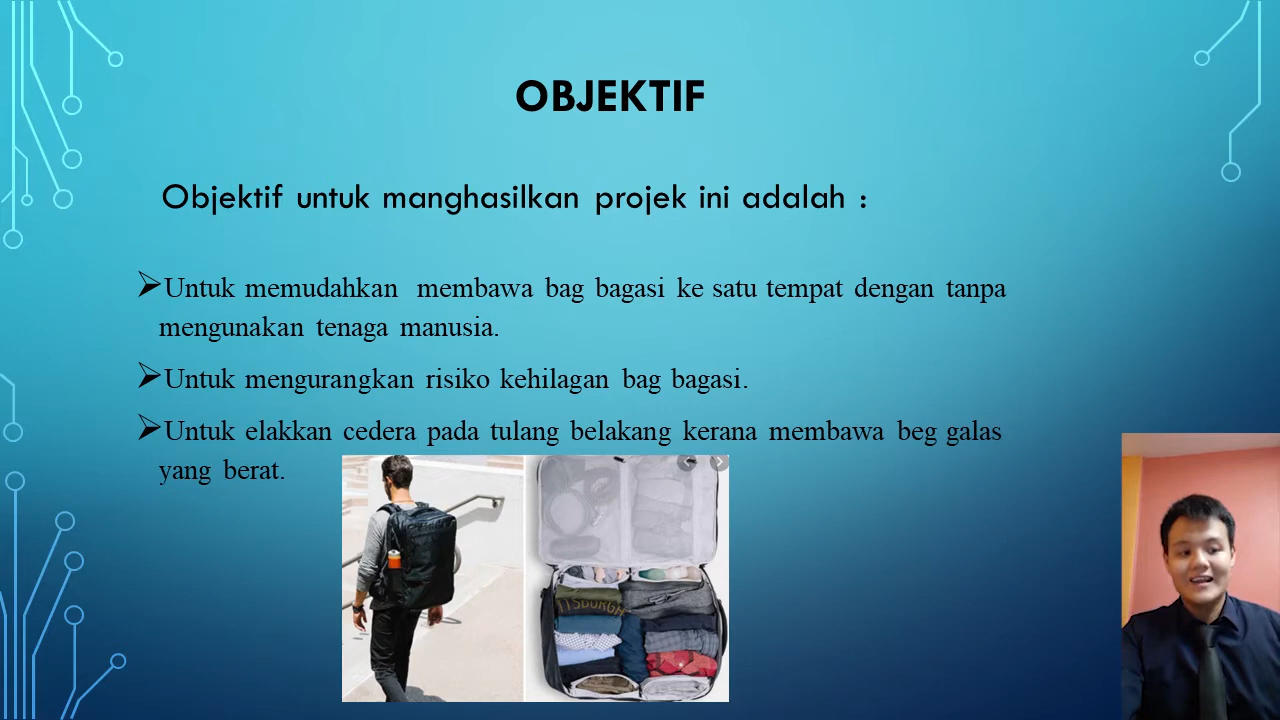 OBJEKTIF
Objektif untuk manghasilkan projek ini adalah :
➢Untuk memudahkan membawa bag bagasi ke satu tempat dengan tanpa
mengunakan tenaga manusia.
➢Untuk mengurangkan risiko kehilagan bag bagasi.
➢Untuk elakkan cedera pada tulang belakang kerana membawa beg galas
yang berat.
ITTSBURGH